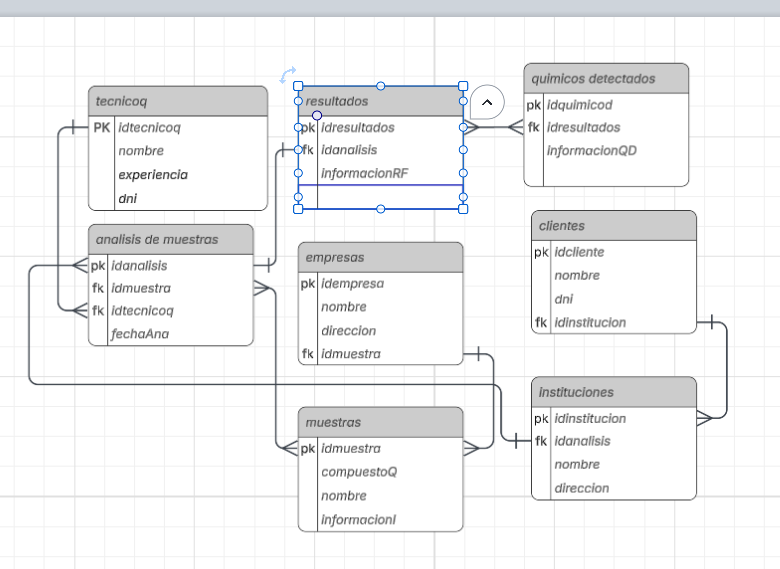 tecnicoq
PK idtecnicoq
nombre
experiencia
dni
resultados
pk idresultados
fk idanalisis
informacionRF
quimicos detectados
pk idquimicod
fk idresultados
informacionQD
analisis de muestras
pk idanalisis
fk idmuestra
fk idtecnicoq
fechaAna
empresas
pk idempresa
nombre
direccion
fk idmuestra
clientes
pk idcliente
nombre
dni
fk idinstitucion
muestras
pk idmuestra
compuestoQ
nombre
informacionI
instituciones
pk idinstitucion
fk idanalisis
nombre
direccion